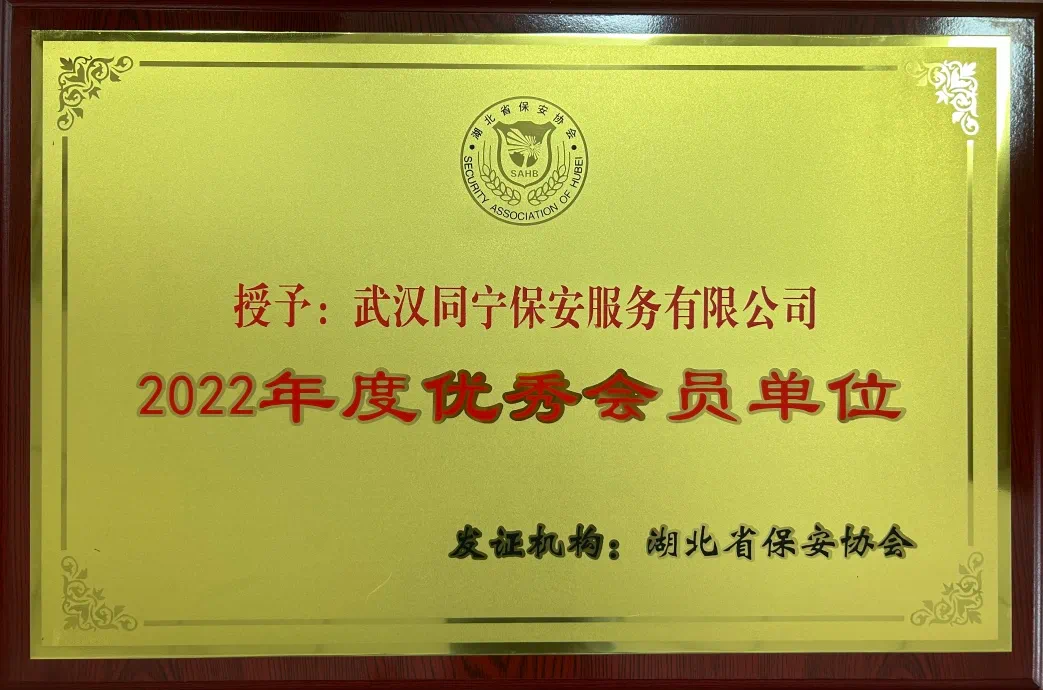 湖北省保安协会
SAHB
SECURITY ASSOCIATION OF HUBEI
授予：武汉同宁保安服务有限公司
2022年度优秀会员单位
发证机构：湖北省保安协会